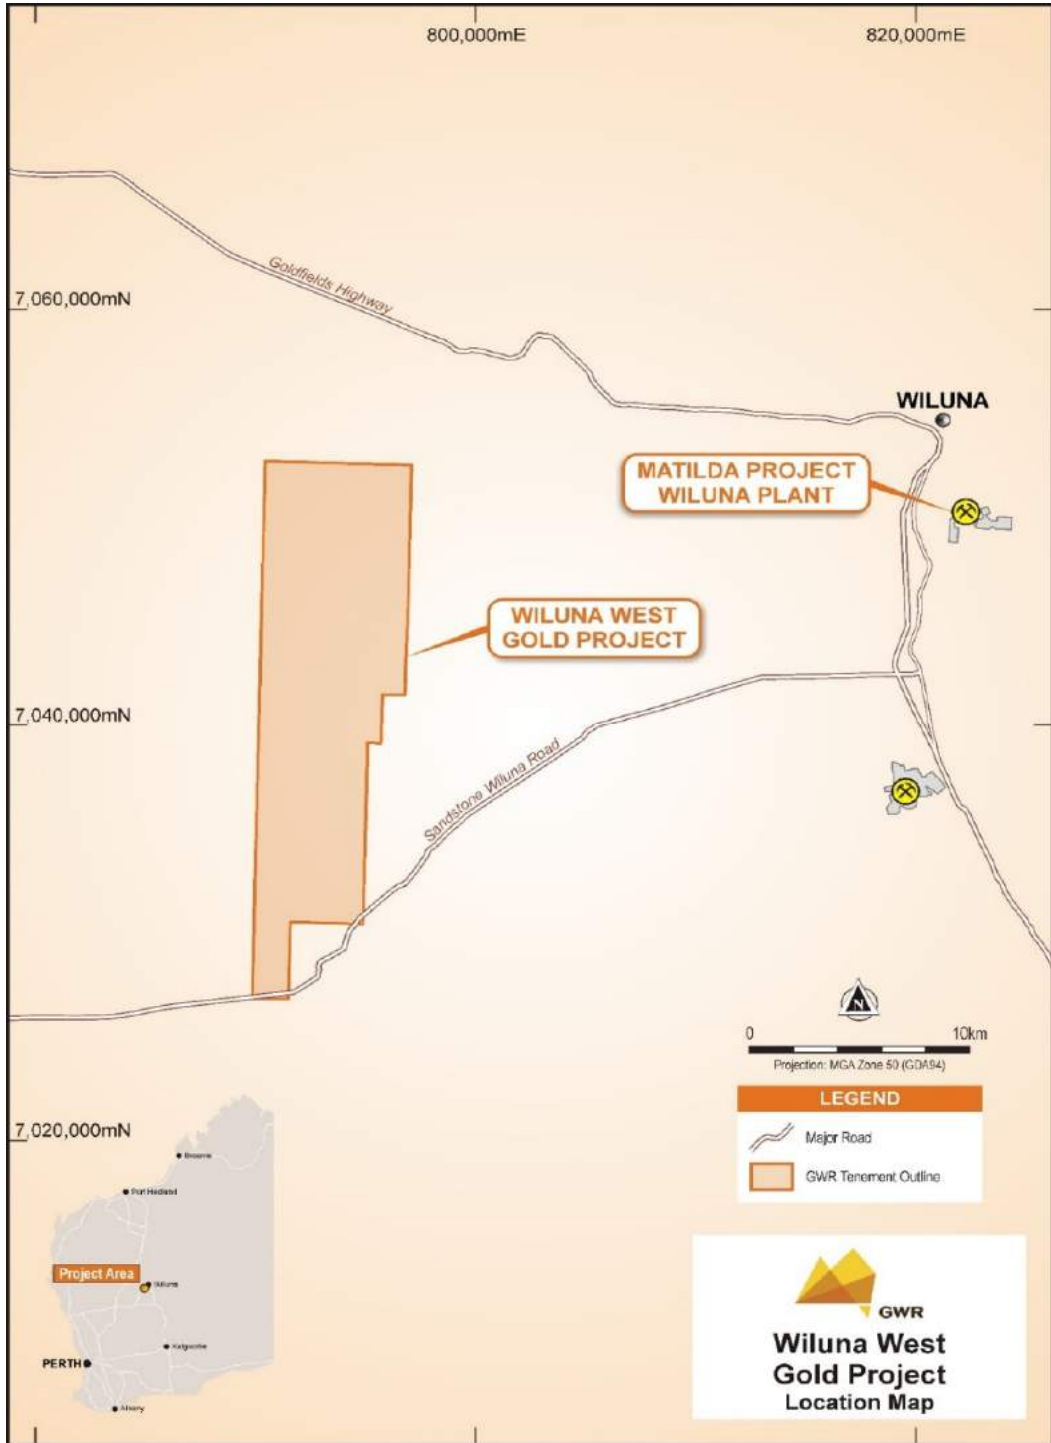 800,000mE
820,000mE
Goldfields Highway
7,060,000mN
WILUNA
MATILDA PROJECT
WILUNA PLANT
WILUNA WEST
GOLD PROJECT
7,040,000mN
Sandstone Wiluna Road
N
0
10km
Projection: MGA Zone 50 (GDA94)
LEGEND
Major Road
GWR Tenement Outline
7,020,000mN
Broome
Port Hedland
Project Area
Wiluna
Kalgoorlie
PERTH
Albany
GWR
Wiluna West
Gold Project
Location Map